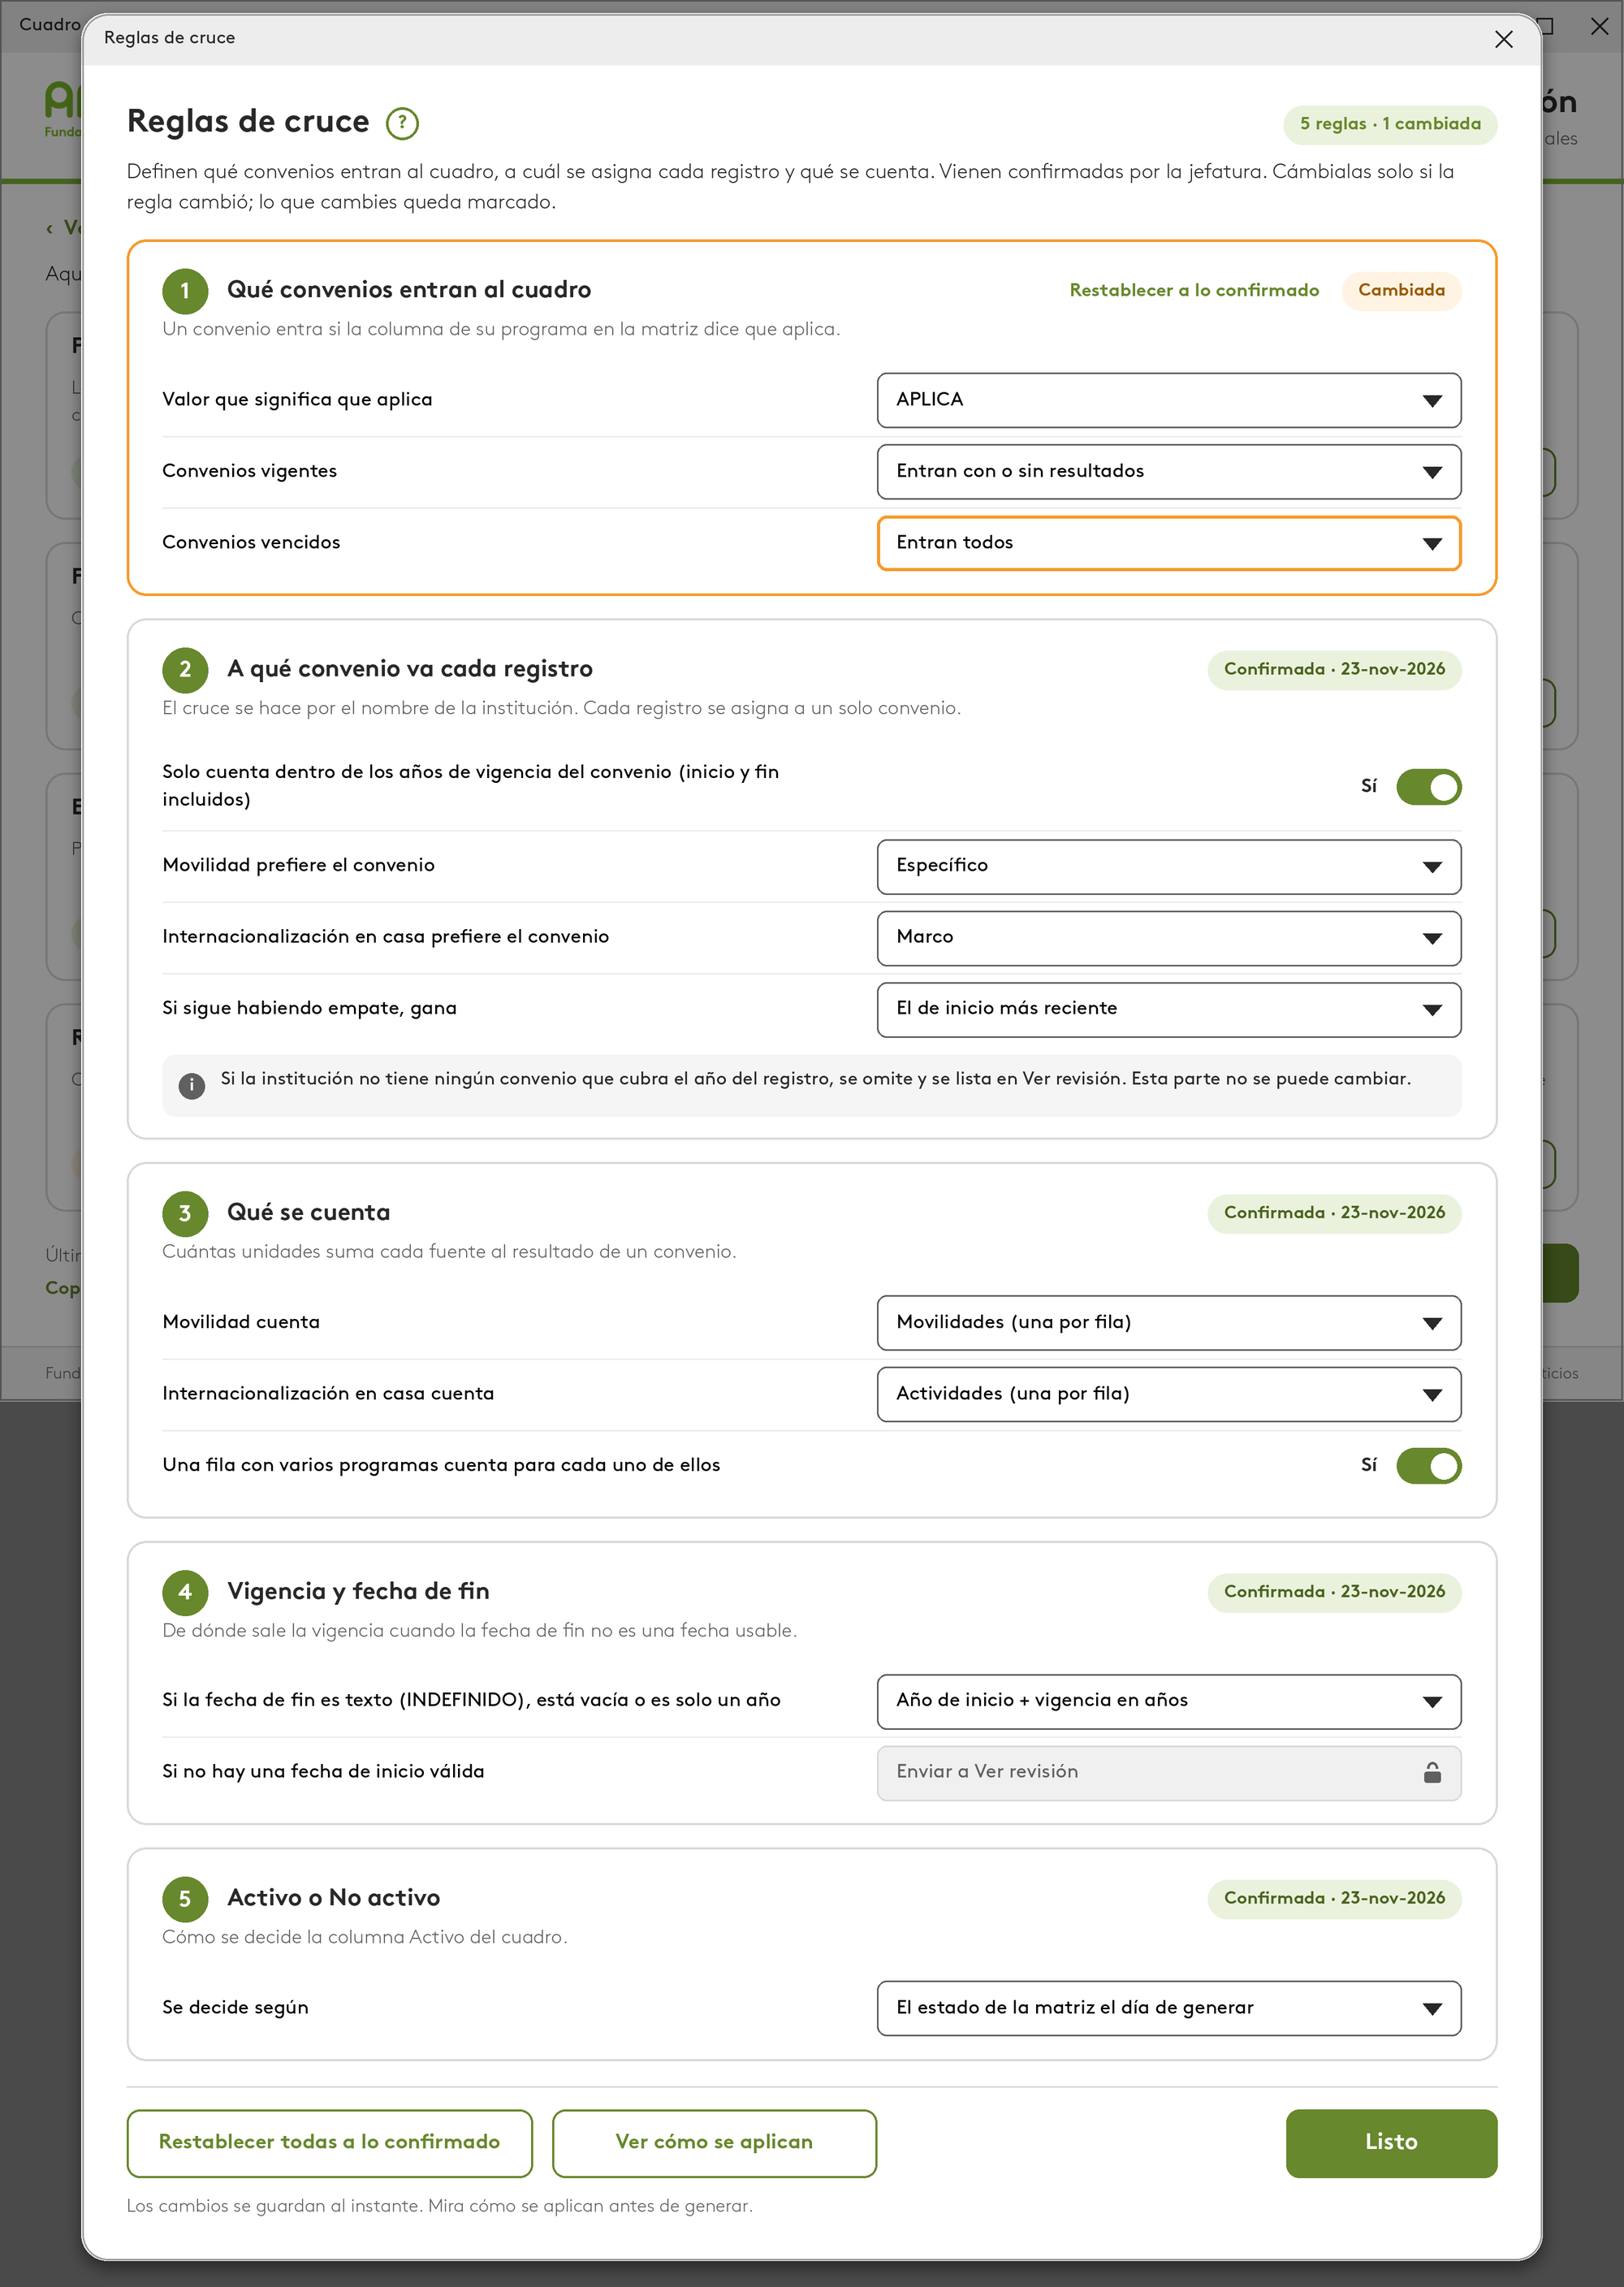 Cuadro
Reglas de cruce
Reglas de cruce ?
5 reglas · 1 cambiada
Definen qué convenios entran al cuadro, a cuál se asigna cada registro y qué se cuenta. Vienen confirmadas por la jefatura. Cámbialas solo si la
regla cambió; lo que cambies queda marcado.
1 Qué convenios entran al cuadro
Restablecer a lo confirmado
Cambiada
Un convenio entra si la columna de su programa en la matriz dice que aplica.
Valor que significa que aplica
APLICA
Convenios vigentes
Entran con o sin resultados
Convenios vencidos
Entran todos
2 A qué convenio va cada registro
Confirmada · 23-nov-2026
El cruce se hace por el nombre de la institución. Cada registro se asigna a un solo convenio.
Solo cuenta dentro de los años de vigencia del convenio (inicio y fin
incluidos)
Sí
Movilidad prefiere el convenio
Específico
Internacionalización en casa prefiere el convenio
Marco
Si sigue habiendo empate, gana
El de inicio más reciente
i Si la institución no tiene ningún convenio que cubra el año del registro, se omite y se lista en Ver revisión. Esta parte no se puede cambiar.
3 Qué se cuenta
Confirmada · 23-nov-2026
Cuántas unidades suma cada fuente al resultado de un convenio.
Movilidad cuenta
Movilidades (una por fila)
Internacionalización en casa cuenta
Actividades (una por fila)
Una fila con varios programas cuenta para cada uno de ellos
Sí
4 Vigencia y fecha de fin
Confirmada · 23-nov-2026
De dónde sale la vigencia cuando la fecha de fin no es una fecha usable.
Si la fecha de fin es texto (INDEFINIDO), está vacía o es solo un año
Año de inicio + vigencia en años
Si no hay una fecha de inicio válida
Enviar a Ver revisión
5 Activo o No activo
Confirmada · 23-nov-2026
Cómo se decide la columna Activo del cuadro.
Se decide según
El estado de la matriz el día de generar
Restablecer todas a lo confirmado
Ver cómo se aplican
Listo
Los cambios se guardan al instante. Mira cómo se aplican antes de generar.